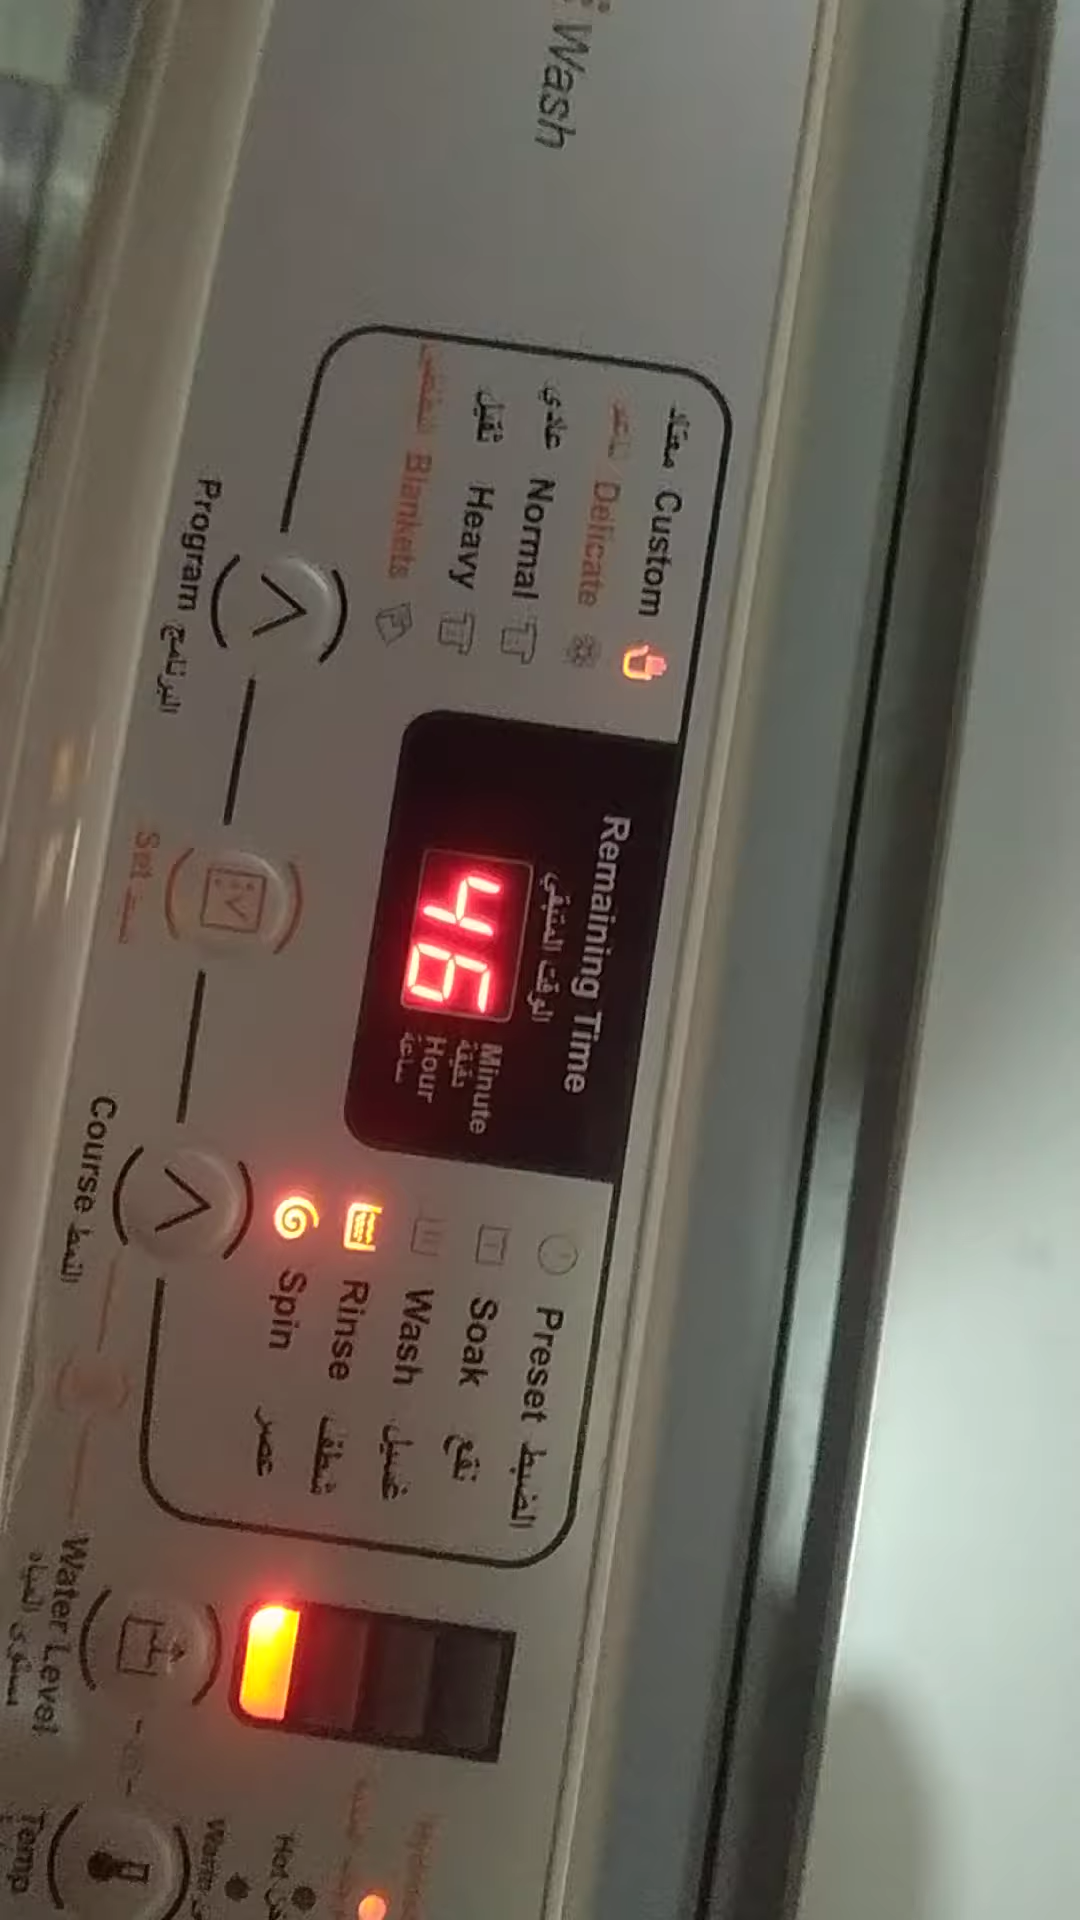 Wash
معتاد Custom
Delicate
عادي Normal
ثقيل Heavy
Blankets
Program البرنامج
Remaining Time
الوقت المتبقي
46
Minute
دقيقة
Hour
ساعة
Set
Course النمط
Preset الضبط
Soak نقع
Wash غسيل
Rinse شطف
Spin عصر
Water Level
مستوى المياه
Hot
Warm
Temp